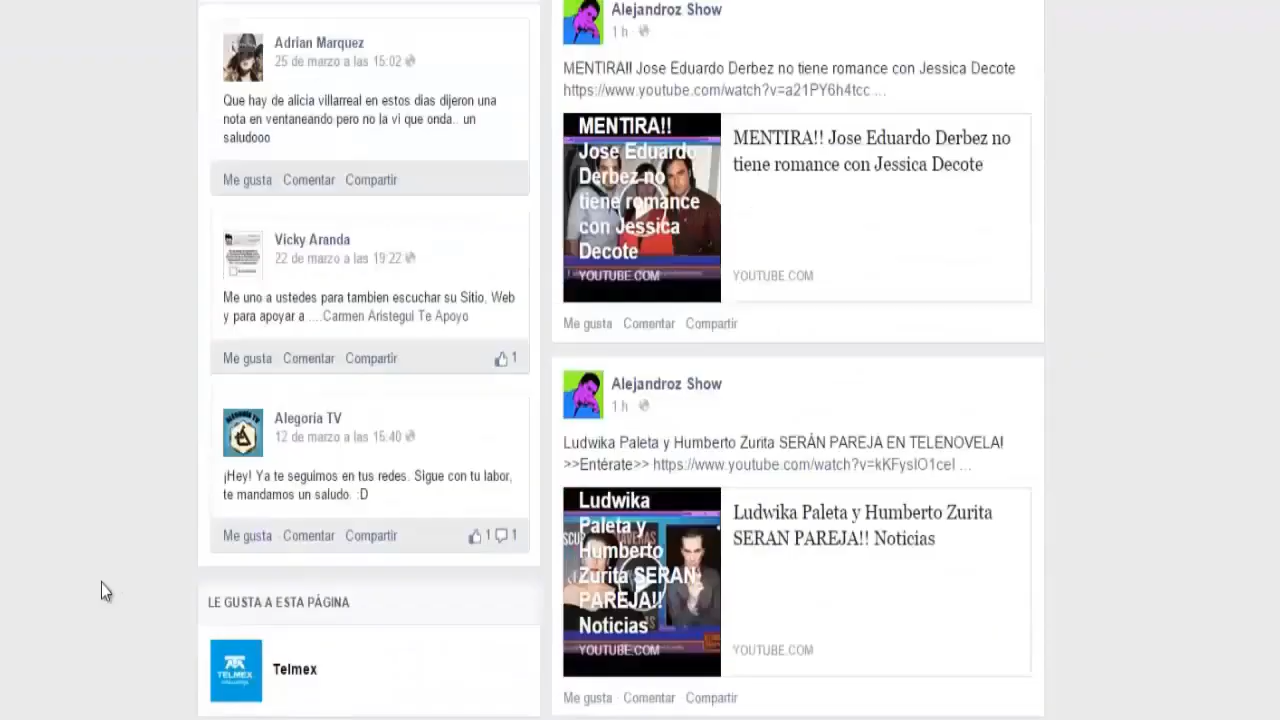 Adrian Marquez
25 de marzo a las 15:02
Que hay de alicia villarreal en estos dias dijeron una
nota en ventaneando pero no la vi que onda.. un
saludooo
Me gusta Comentar Compartir
Vicky Aranda
22 de marzo a las 19:22
Me uno a ustedes para tambien escuchar su Sitio, Web
y para apoyar a ....Carmen Aristegui Te Apoyo
Me gusta Comentar Compartir 1
Alegoria TV
12 de marzo a las 15:40
¡Hey! Ya te seguimos en tus redes. Sigue con tu labor,
te mandamos un saludo. :D
Me gusta · Comentar · Compartir 1 1
LE GUSTA A ESTA PÁGINA
TELMEX
Telmex
Alejandroz Show
1 h
MENTIRA!! Jose Eduardo Derbez no tiene romance con Jessica Decote
https://www.youtube.com/watch?v=a21PY6h4tcc ...
MENTIRA!!
Jose Eduardo
Derbez no
tiene romance
con Jessica
Decote
YOUTUBE.COM
MENTIRA!! Jose Eduardo Derbez no
tiene romance con Jessica Decote
YOUTUBE.COM
Me gusta Comentar Compartir
Alejandroz Show
1 h
Ludwika Paleta y Humberto Zurita SERÁN PAREJA EN TELENOVELA!
>>Entérate>> https://www.youtube.com/watch?v=kKFysIO1ceI ...
Ludwika
Paleta y
Humberto
Zurita SERAN
PAREJA!!
Noticias
YOUTUBE.COM
Ludwika Paleta y Humberto Zurita
SERAN PAREJA!! Noticias
YOUTUBE.COM
Me gusta · Comentar · Compartir